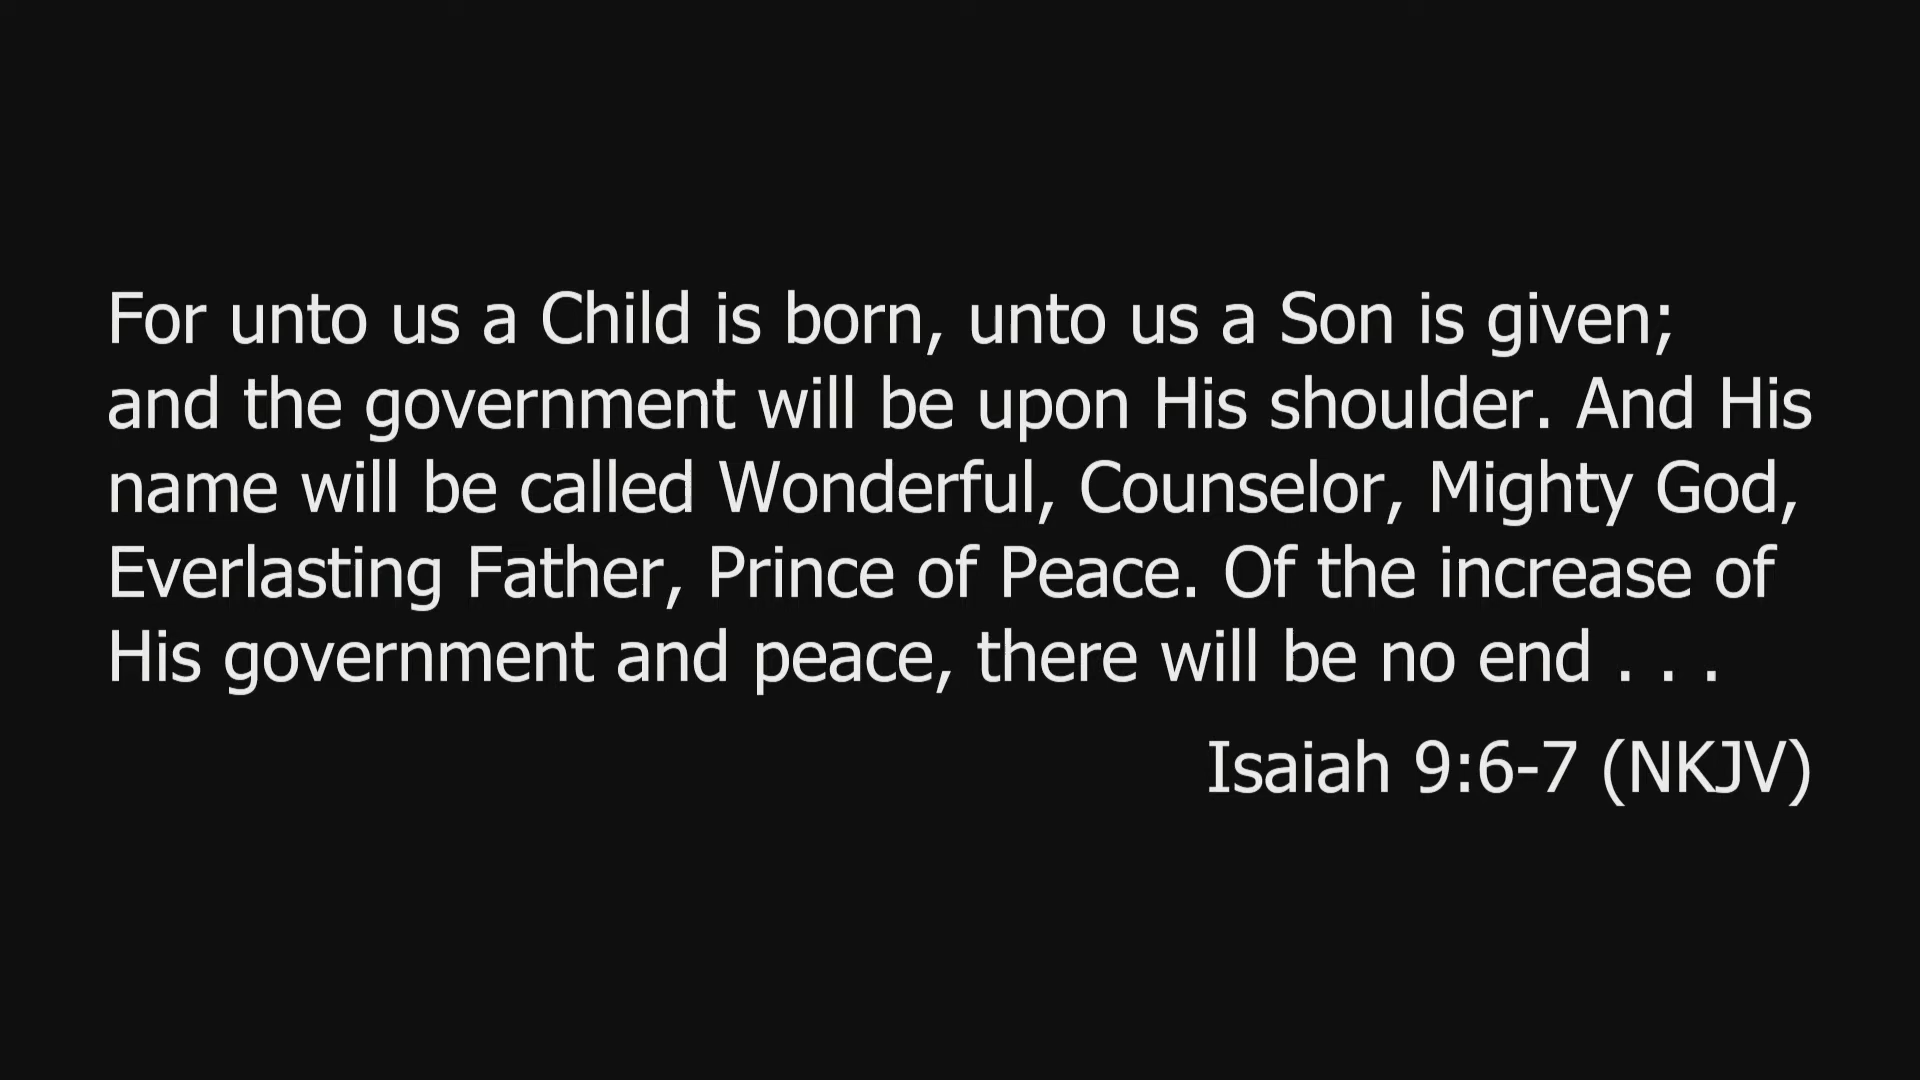 For unto us a Child is born, unto us a Son is given;
and the government will be upon His shoulder. And His
name will be called Wonderful, Counselor, Mighty God,
Everlasting Father, Prince of Peace. Of the increase of
His government and peace, there will be no end . . .
Isaiah 9:6-7 (NKJV)